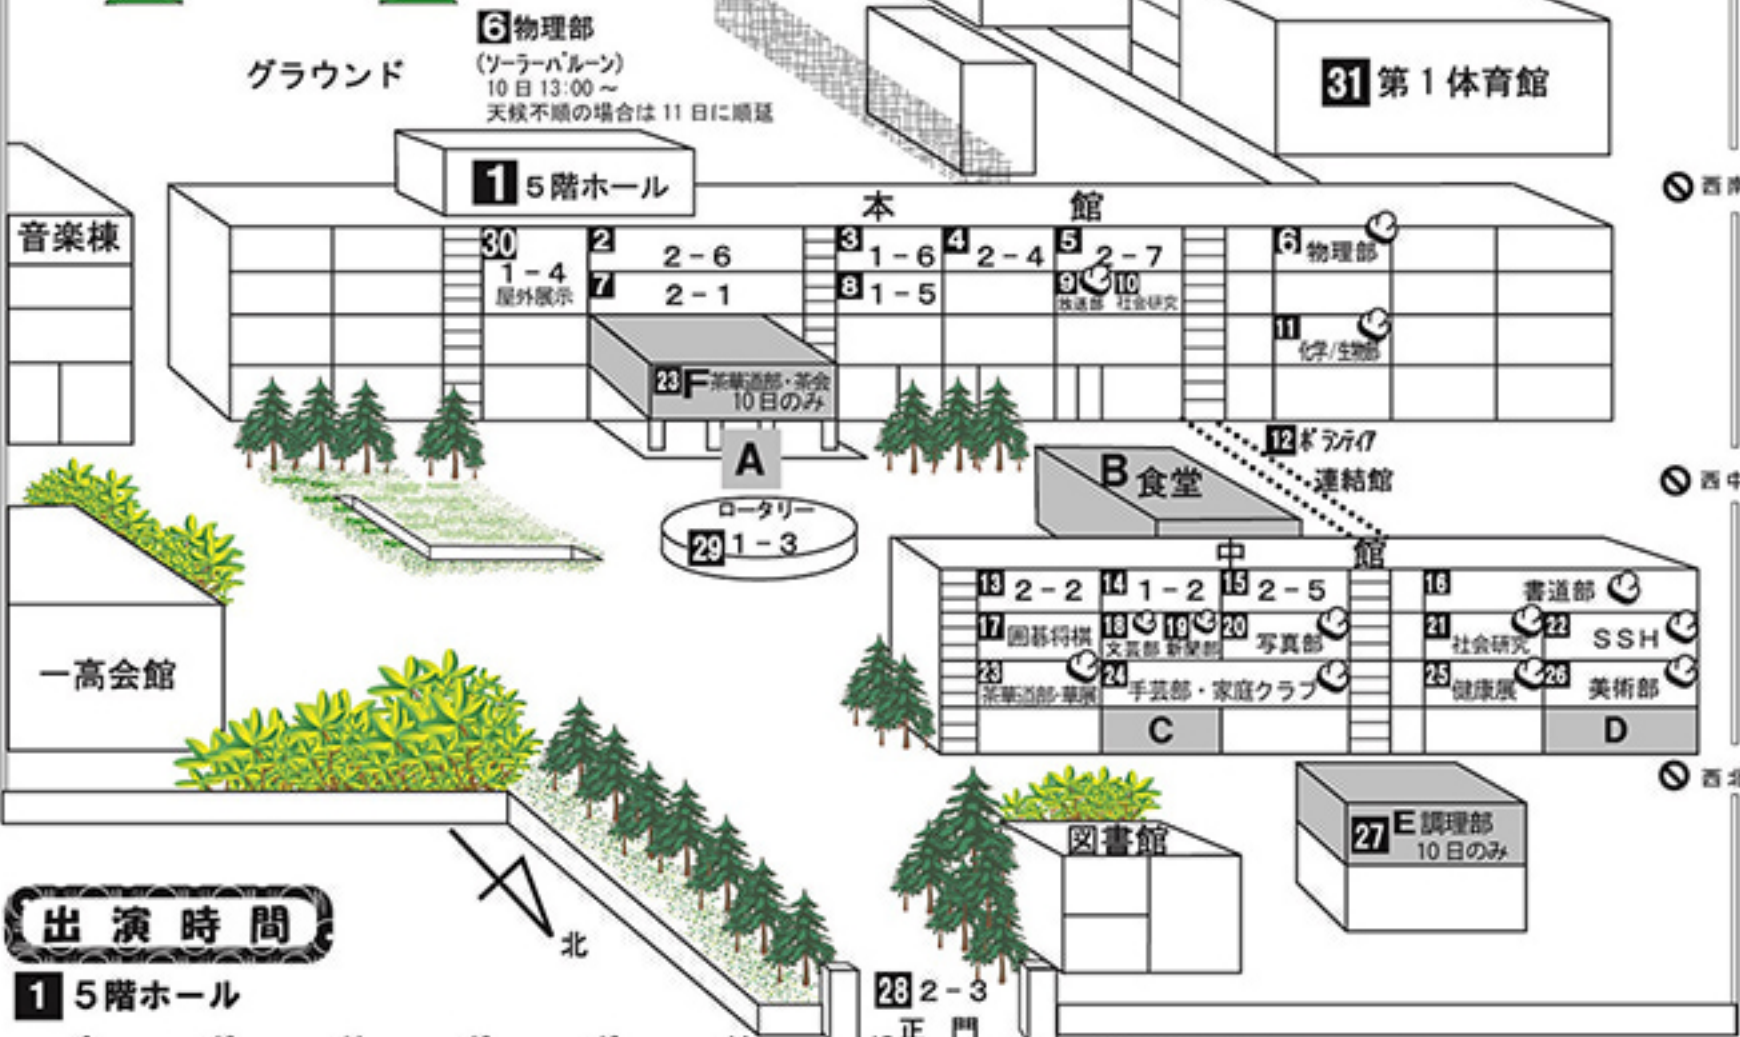 6 物理部
(ソーラーバルーン)
10日 13:00～
天候不順の場合は11日に順延
グラウンド
31 第1体育館
1 5階ホール
本館
音楽棟
30 1-4
屋外展示
2 2-6
3 1-6
4 2-4
5 2-7
6 物理部
7 2-1
8 1-5
9 放送部
10 社会研究
11 化学/生物部
23 F 茶華道部・茶会
10日のみ
A
12 ボランティア
連結館
B 食堂
ロータリー
29 1-3
中館
13 2-2
14 1-2
15 2-5
16 書道部
17 囲碁将棋
18 文芸部
19 新聞部
20 写真部
21 社会研究
22 SSH
23 茶華道部・華展
24 手芸部・家庭クラブ
25 健康展
26 美術部
C
D
西
西中
西
一高会館
図書館
27 E 調理部
10日のみ
北
出演時間
1 5階ホール
28 2-3
正門